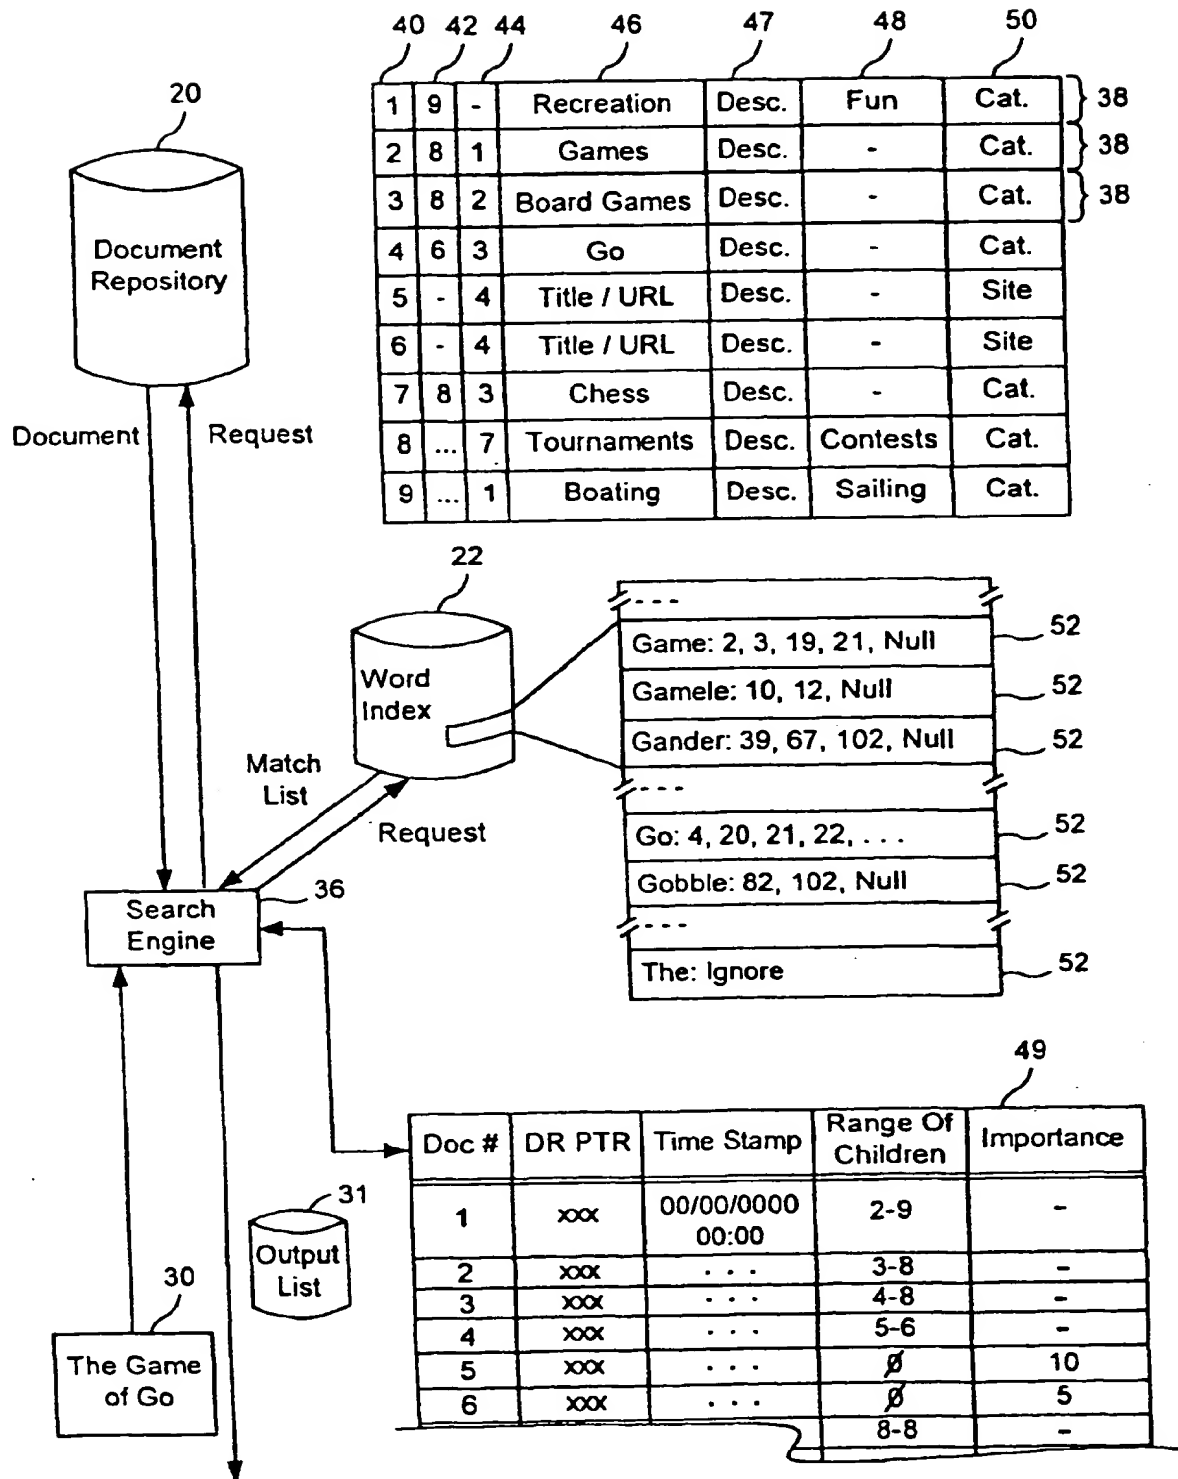 40 42 44 46 47 48 50
1 9 - Recreation Desc. Fun Cat. 38
2 8 1 Games Desc. - Cat. 38
3 8 2 Board Games Desc. - Cat. 38
4 6 3 Go Desc. - Cat.
5 - 4 Title / URL Desc. - Site
6 - 4 Title / URL Desc. - Site
7 8 3 Chess Desc. - Cat.
8 ... 7 Tournaments Desc. Contests Cat.
9 ... 1 Boating Desc. Sailing Cat.
20
Document
Repository
Document
Request
22
Word
Index
Match
List
Request
- - - -
Game: 2, 3, 19, 21, Null 52
Gamele: 10, 12, Null 52
Gander: 39, 67, 102, Null 52
- - - -
Go: 4, 20, 21, 22, . . . 52
Gobble: 82, 102, Null 52
- - - -
The: Ignore 52
36
Search
Engine
49
Doc # DR PTR Time Stamp Range Of Children Importance
1 xxx 00/00/0000 00:00 2-9 -
2 xxx . . . 3-8 -
3 xxx . . . 4-8 -
4 xxx . . . 5-6 -
5 xxx . . . Ø 10
6 xxx . . . Ø 5
8-8 -
31
Output
List
30
The Game
of Go